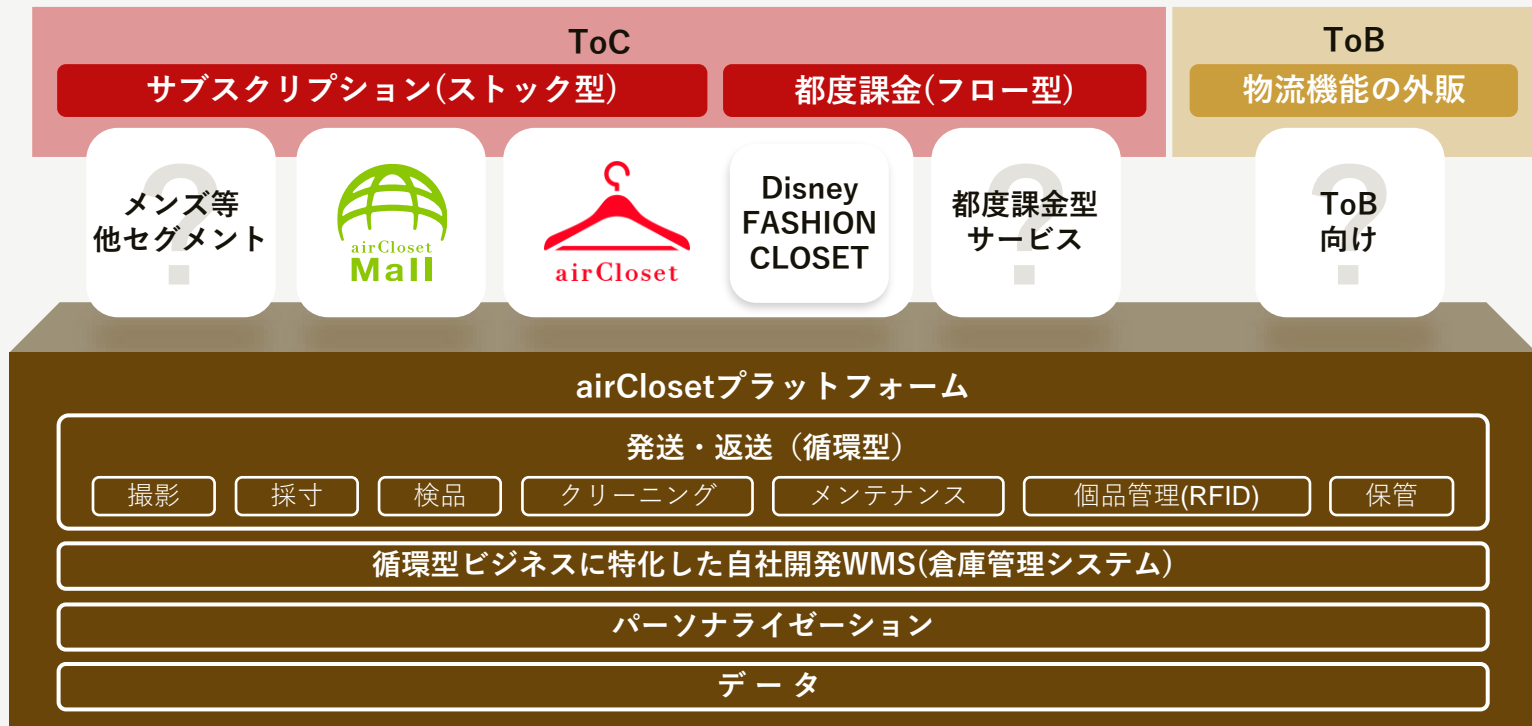 ToC
サブスクリプション(ストック型)
都度課金(フロー型)
ToB
物流機能の外販
?
メンズ等
他セグメント
airCloset
Mall
airCloset
Disney
FASHION
CLOSET
?
都度課金型
サービス
?
ToB
向け
airClosetプラットフォーム
発送・返送（循環型）
撮影
採寸
検品
クリーニング
メンテナンス
個品管理(RFID)
保管
循環型ビジネスに特化した自社開発WMS(倉庫管理システム)
パーソナライゼーション
データ